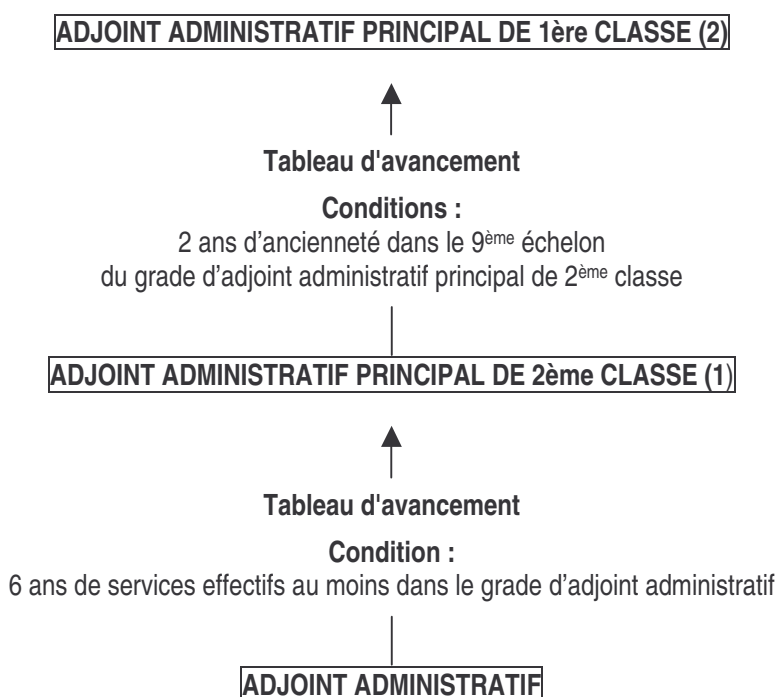 ADJOINT ADMINISTRATIF PRINCIPAL DE 1ère CLASSE (2)
Tableau d'avancement
Conditions :
2 ans d’ancienneté dans le 9ème échelon
du grade d’adjoint administratif principal de 2ème classe
ADJOINT ADMINISTRATIF PRINCIPAL DE 2ème CLASSE (1)
Tableau d'avancement
Condition :
6 ans de services effectifs au moins dans le grade d’adjoint administratif
ADJOINT ADMINISTRATIF